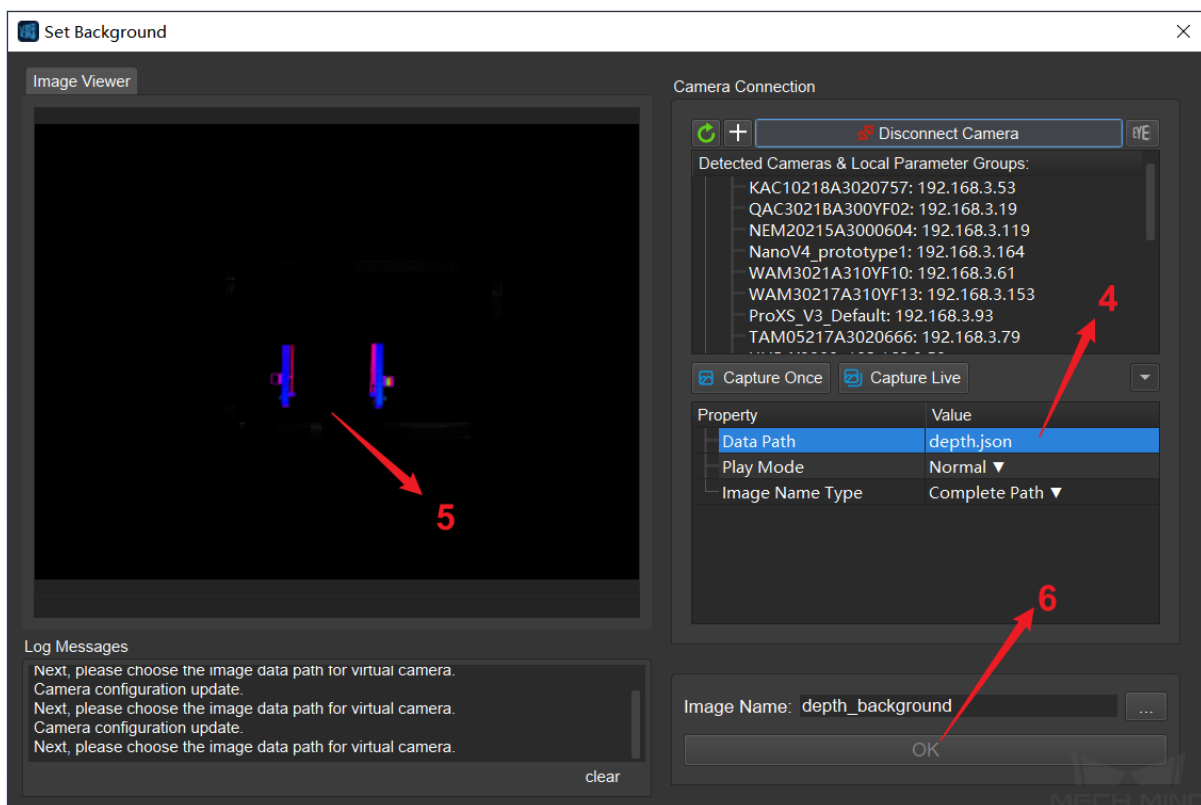 Set Background
Image Viewer
5
Log Messages
Next, please choose the image data path for virtual camera.
Camera configuration update.
Next, please choose the image data path for virtual camera.
Camera configuration update.
Next, please choose the image data path for virtual camera.
clear
Camera Connection
Disconnect Camera
EYE
Detected Cameras & Local Parameter Groups:
KAC10218A3020757: 192.168.3.53
QAC3021BA300YF02: 192.168.3.19
NEM20215A3000604: 192.168.3.119
NanoV4_prototype1: 192.168.3.164
WAM3021A310YF10: 192.168.3.61
WAM30217A310YF13: 192.168.3.153
4
ProXS_V3_Default: 192.168.3.93
TAM05217A3020666: 192.168.3.79
Capture Once Capture Live
Property Value
Data Path depth.json
Play Mode Normal ▼
Image Name Type Complete Path ▼
6
Image Name: depth_background ...
OK
MECH MIND